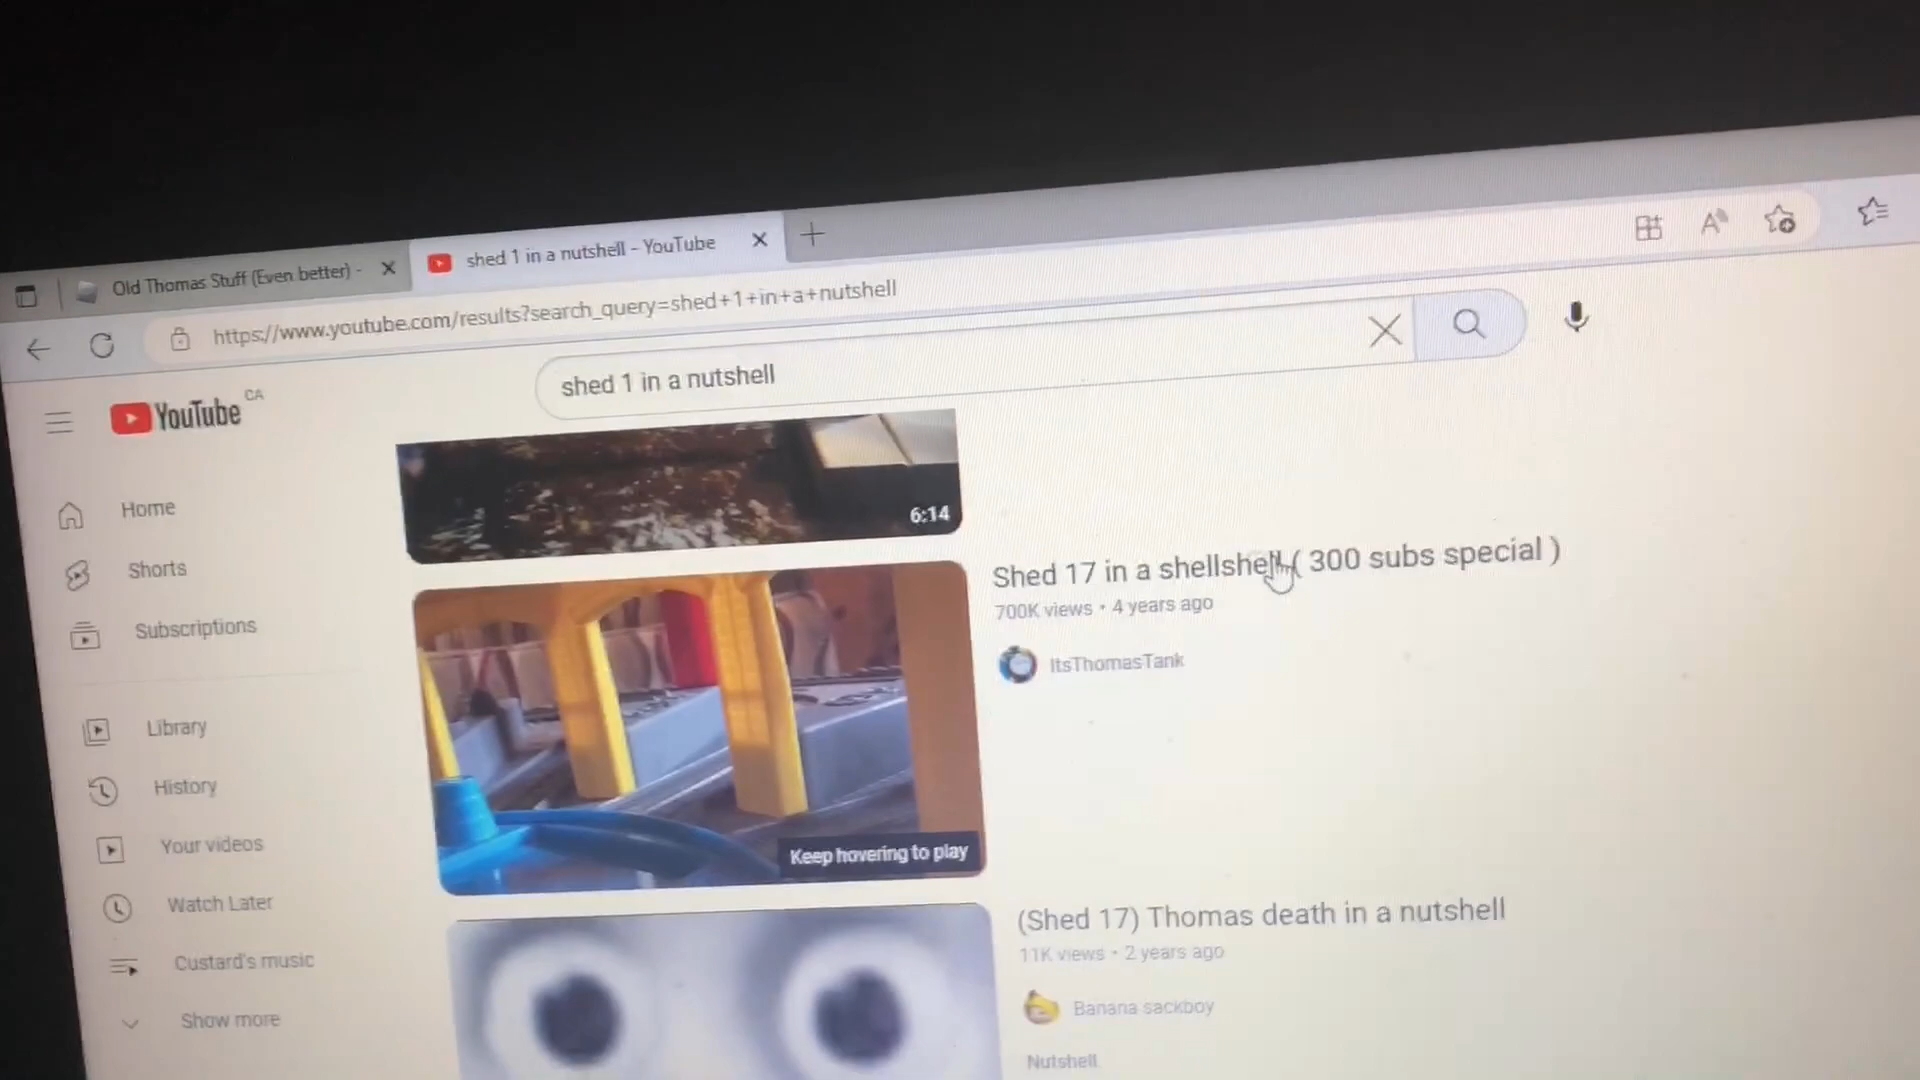 Old Thomas Stuff (Even better) -
shed 1 in a nutshell - YouTube
https://www.youtube.com/results?search_query=shed+1+in+a+nutshell
YouTube CA
shed 1 in a nutshell
Home
Shorts
Subscriptions
Library
History
Your videos
Watch Later
Custard's music
Show more
6:14
Shed 17 in a shellshell ( 300 subs special )
700K views • 4 years ago
ItsThomasTank
Keep hovering to play
(Shed 17) Thomas death in a nutshell
11K views • 2 years ago
Banana sackboy
Nutshell